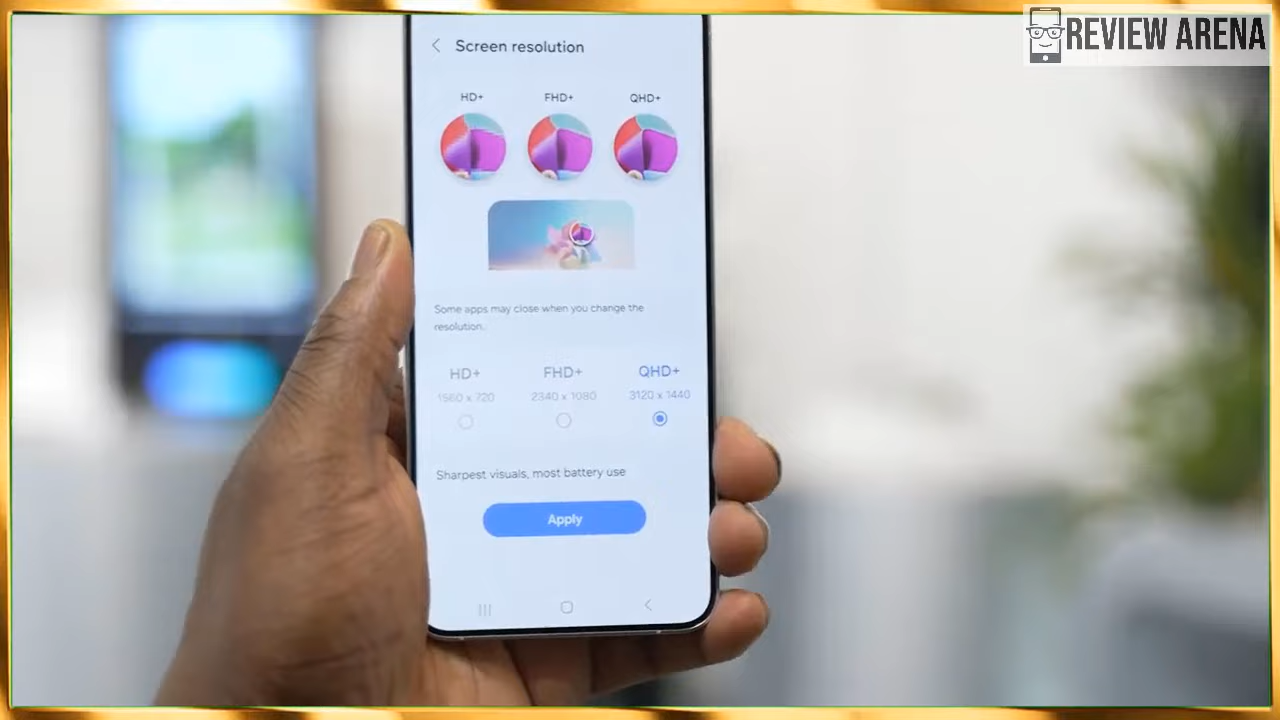 REVIEW ARENA
Screen resolution
HD+ FHD+ QHD+
Some apps may close when you change the
resolution.
HD+ FHD+ QHD+
1560 x 720 2340 x 1080 3120 x 1440
Sharpest visuals, most battery use
Apply